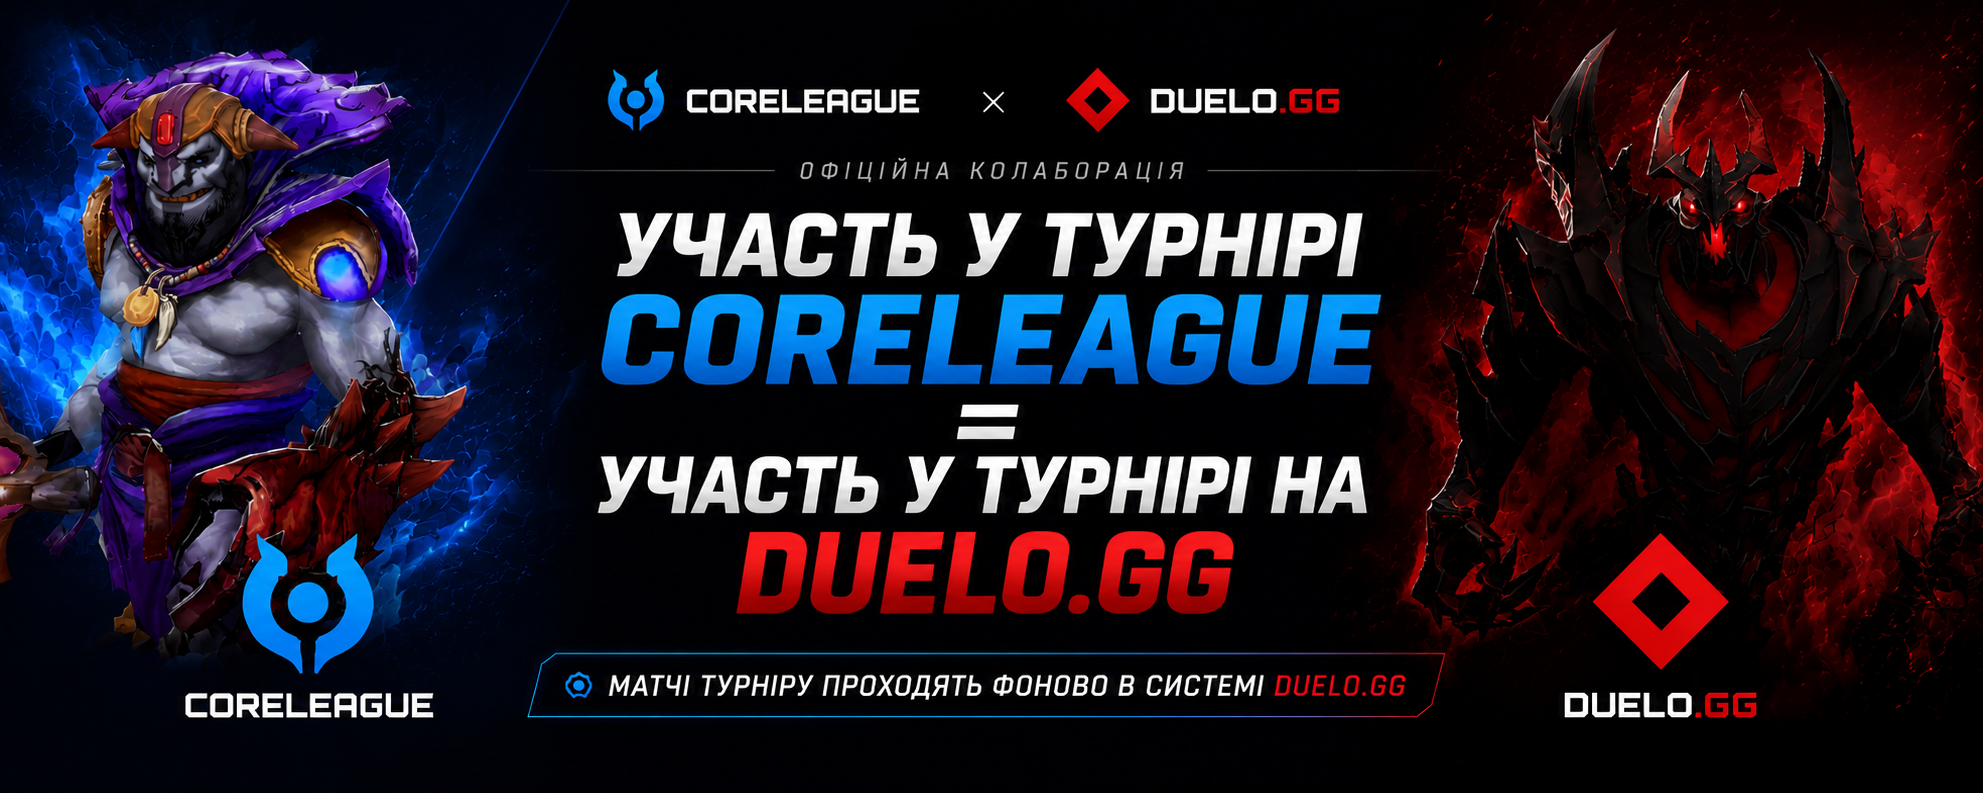 CORELEAGUE × DUELO.GG
ОФІЦІЙНА КОЛАБОРАЦІЯ
УЧАСТЬ У ТУРНІРІ
CORELEAGUE
=
УЧАСТЬ У ТУРНІРІ НА
DUELO.GG
МАТЧІ ТУРНІРУ ПРОХОДЯТЬ ФОНОВО В СИСТЕМІ DUELO.GG
CORELEAGUE
DUELO.GG